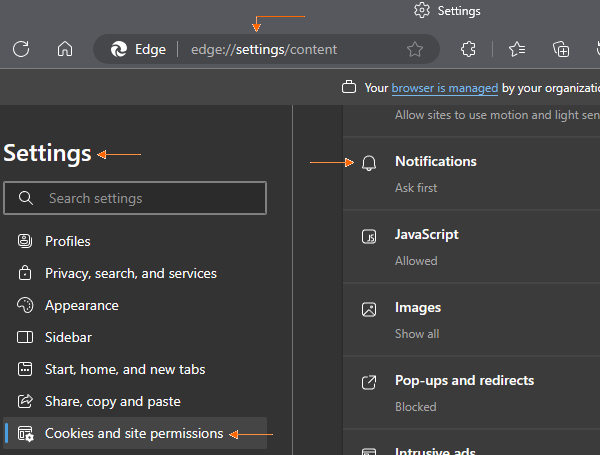 Settings
Edge
edge://settings/content
Your browser is managed by your organizatio
Settings
Search settings
Profiles
Privacy, search, and services
Appearance
Sidebar
Start, home, and new tabs
Share, copy and paste
Cookies and site permissions
Allow sites to use motion and light sen
Notifications
Ask first
JavaScript
Allowed
Images
Show all
Pop-ups and redirects
Blocked
Intrusive ads